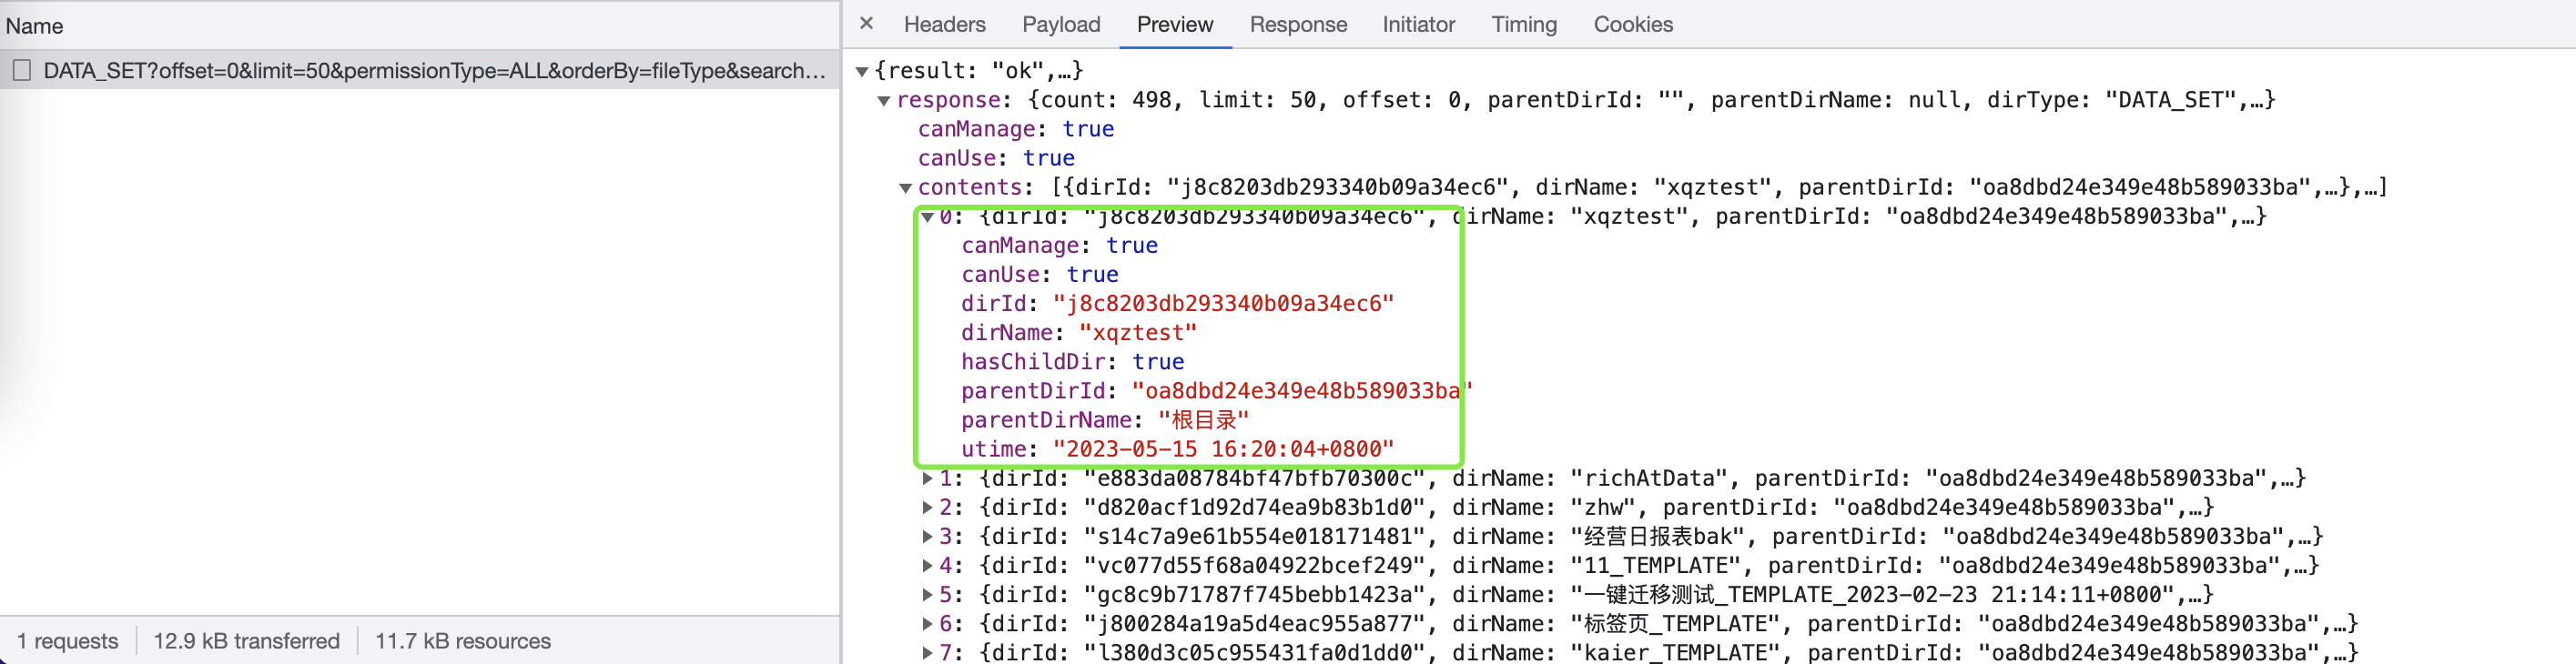 Name
DATA_SET?offset=0&limit=50&permissionType=ALL&orderBy=fileType&search...
1 requests 12.9 kB transferred 11.7 kB resources
× Headers Payload Preview Response Initiator Timing Cookies
▼{result: "ok",…}
▼response: {count: 498, limit: 50, offset: 0, parentDirId: "", parentDirName: null, dirType: "DATA_SET",…}
canManage: true
canUse: true
▼contents: [{dirId: "j8c8203db293340b09a34ec6", dirName: "xqztest", parentDirId: "oa8dbd24e349e48b589033ba",…},…]
▼0: {dirId: "j8c8203db293340b09a34ec6", dirName: "xqztest", parentDirId: "oa8dbd24e349e48b589033ba",…}
canManage: true
canUse: true
dirId: "j8c8203db293340b09a34ec6"
dirName: "xqztest"
hasChildDir: true
parentDirId: "oa8dbd24e349e48b589033ba"
parentDirName: "根目录"
utime: "2023-05-15 16:20:04+0800"
▶1: {dirId: "e883da08784bf47bfb70300c", dirName: "richAtData", parentDirId: "oa8dbd24e349e48b589033ba",…}
▶2: {dirId: "d820acf1d92d74ea9b83b1d0", dirName: "zhw", parentDirId: "oa8dbd24e349e48b589033ba",…}
▶3: {dirId: "s14c7a9e61b554e018171481", dirName: "经营日报表bak", parentDirId: "oa8dbd24e349e48b589033ba",…}
▶4: {dirId: "vc077d55f68a04922bcef249", dirName: "11_TEMPLATE", parentDirId: "oa8dbd24e349e48b589033ba",…}
▶5: {dirId: "gc8c9b71787f745bebb1423a", dirName: "一键迁移测试_TEMPLATE_2023-02-23 21:14:11+0800",…}
▶6: {dirId: "j800284a19a5d4eac955a877", dirName: "标签页_TEMPLATE", parentDirId: "oa8dbd24e349e48b589033ba",…}
▶7: {dirId: "l380d3c05c955431fa0d1dd0", dirName: "kaier_TEMPLATE", parentDirId: "oa8dbd24e349e48b589033ba",…}